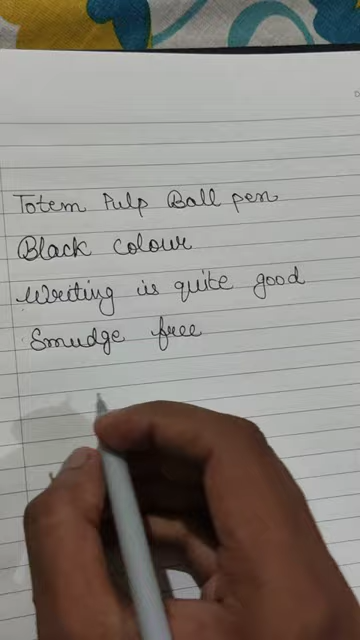 Totem Pulp Ball pen
Black colour
Writing is quite good
Smudge free